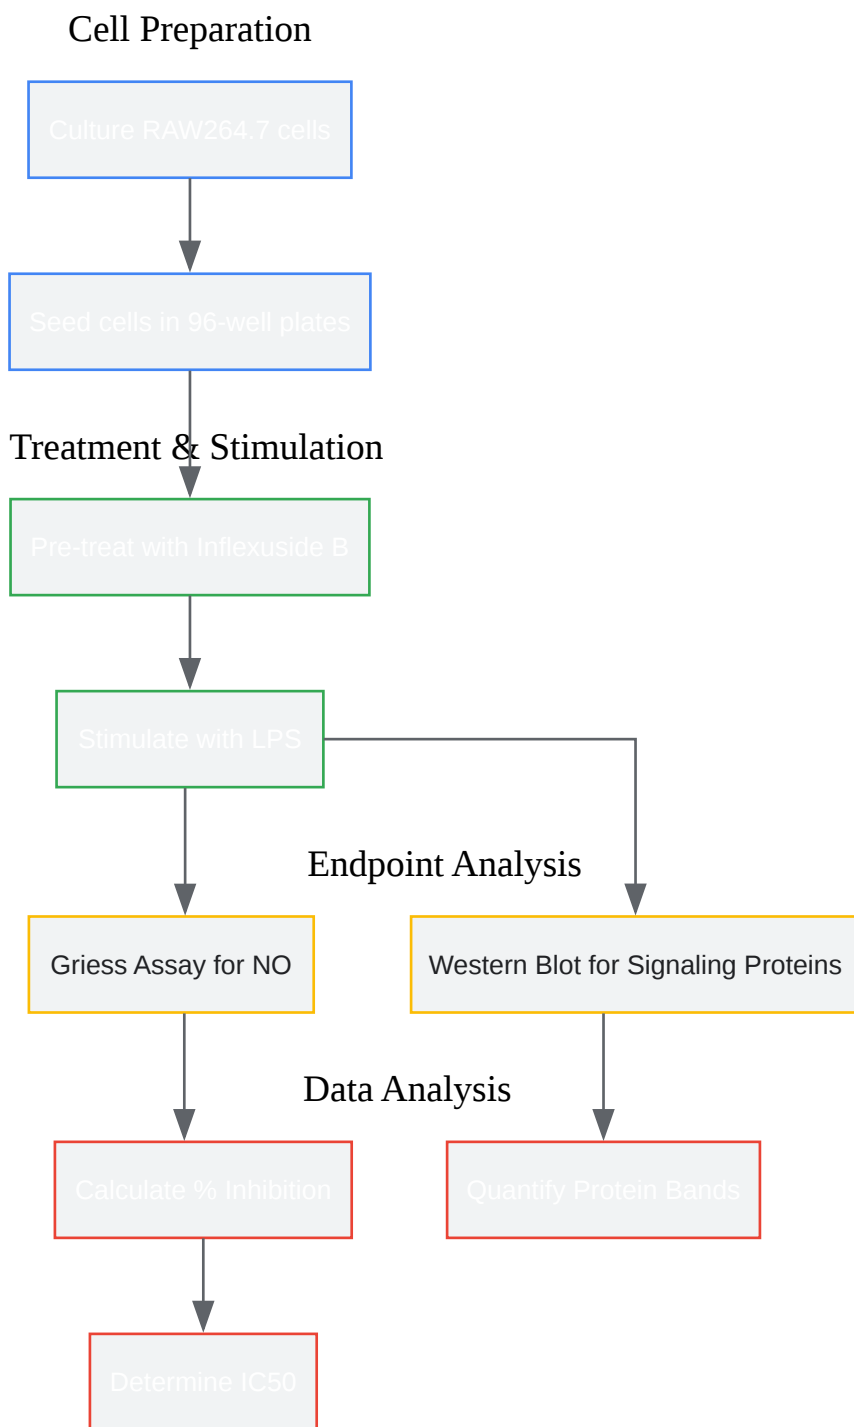 Cell Preparation
Culture RAW264.7 cells
Seed cells in 96-well plates
Treatment & Stimulation
Pre-treat with Inflexuside B
Stimulate with LPS
Endpoint Analysis
Griess Assay for NO
Western Blot for Signaling Proteins
Data Analysis
Calculate % Inhibition
Quantify Protein Bands
Determine IC50